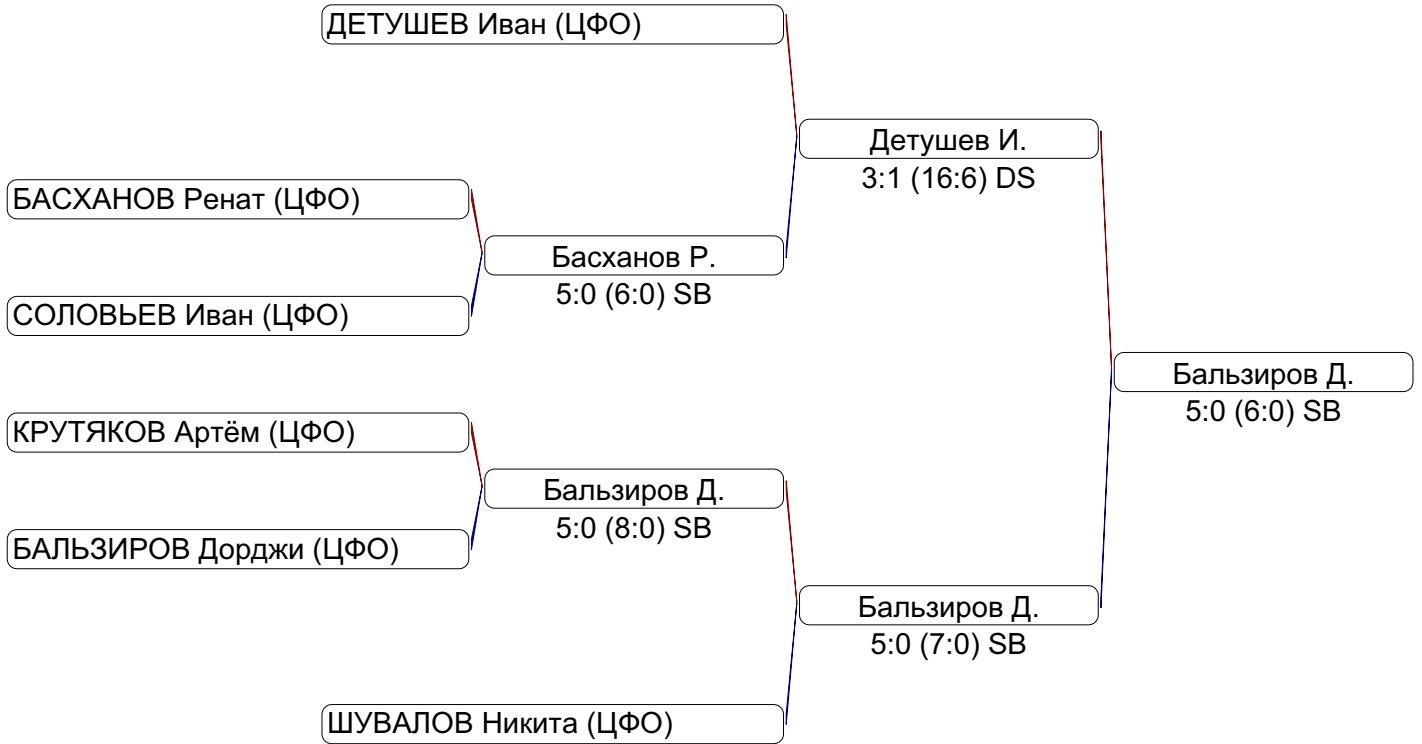 ДЕТУШЕВ Иван (ЦФО)
Детушев И.
3:1 (16:6) DS
БАСХАНОВ Ренат (ЦФО)
Басханов Р.
5:0 (6:0) SB
СОЛОВЬЕВ Иван (ЦФО)
Бальзиров Д.
5:0 (6:0) SB
КРУТЯКОВ Артём (ЦФО)
Бальзиров Д.
5:0 (8:0) SB
БАЛЬЗИРОВ Дорджи (ЦФО)
Бальзиров Д.
5:0 (7:0) SB
ШУВАЛОВ Никита (ЦФО)